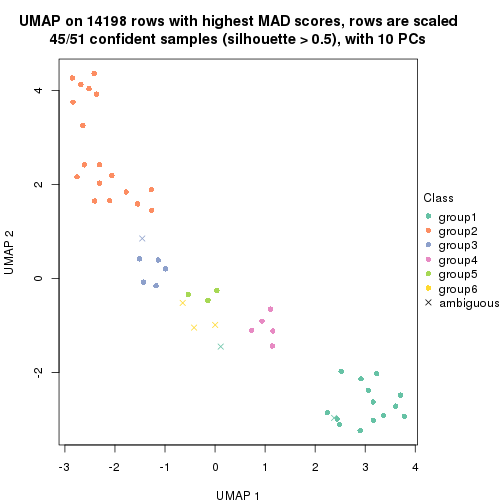 UMAP on 14198 rows with highest MAD scores, rows are scaled
45/51 confident samples (silhouette > 0.5), with 10 PCs
4
2
0
-2
UMAP 2
-3
-2
-1
0
1
2
3
4
UMAP 1
Class
group1
group2
group3
group4
group5
group6
ambiguous